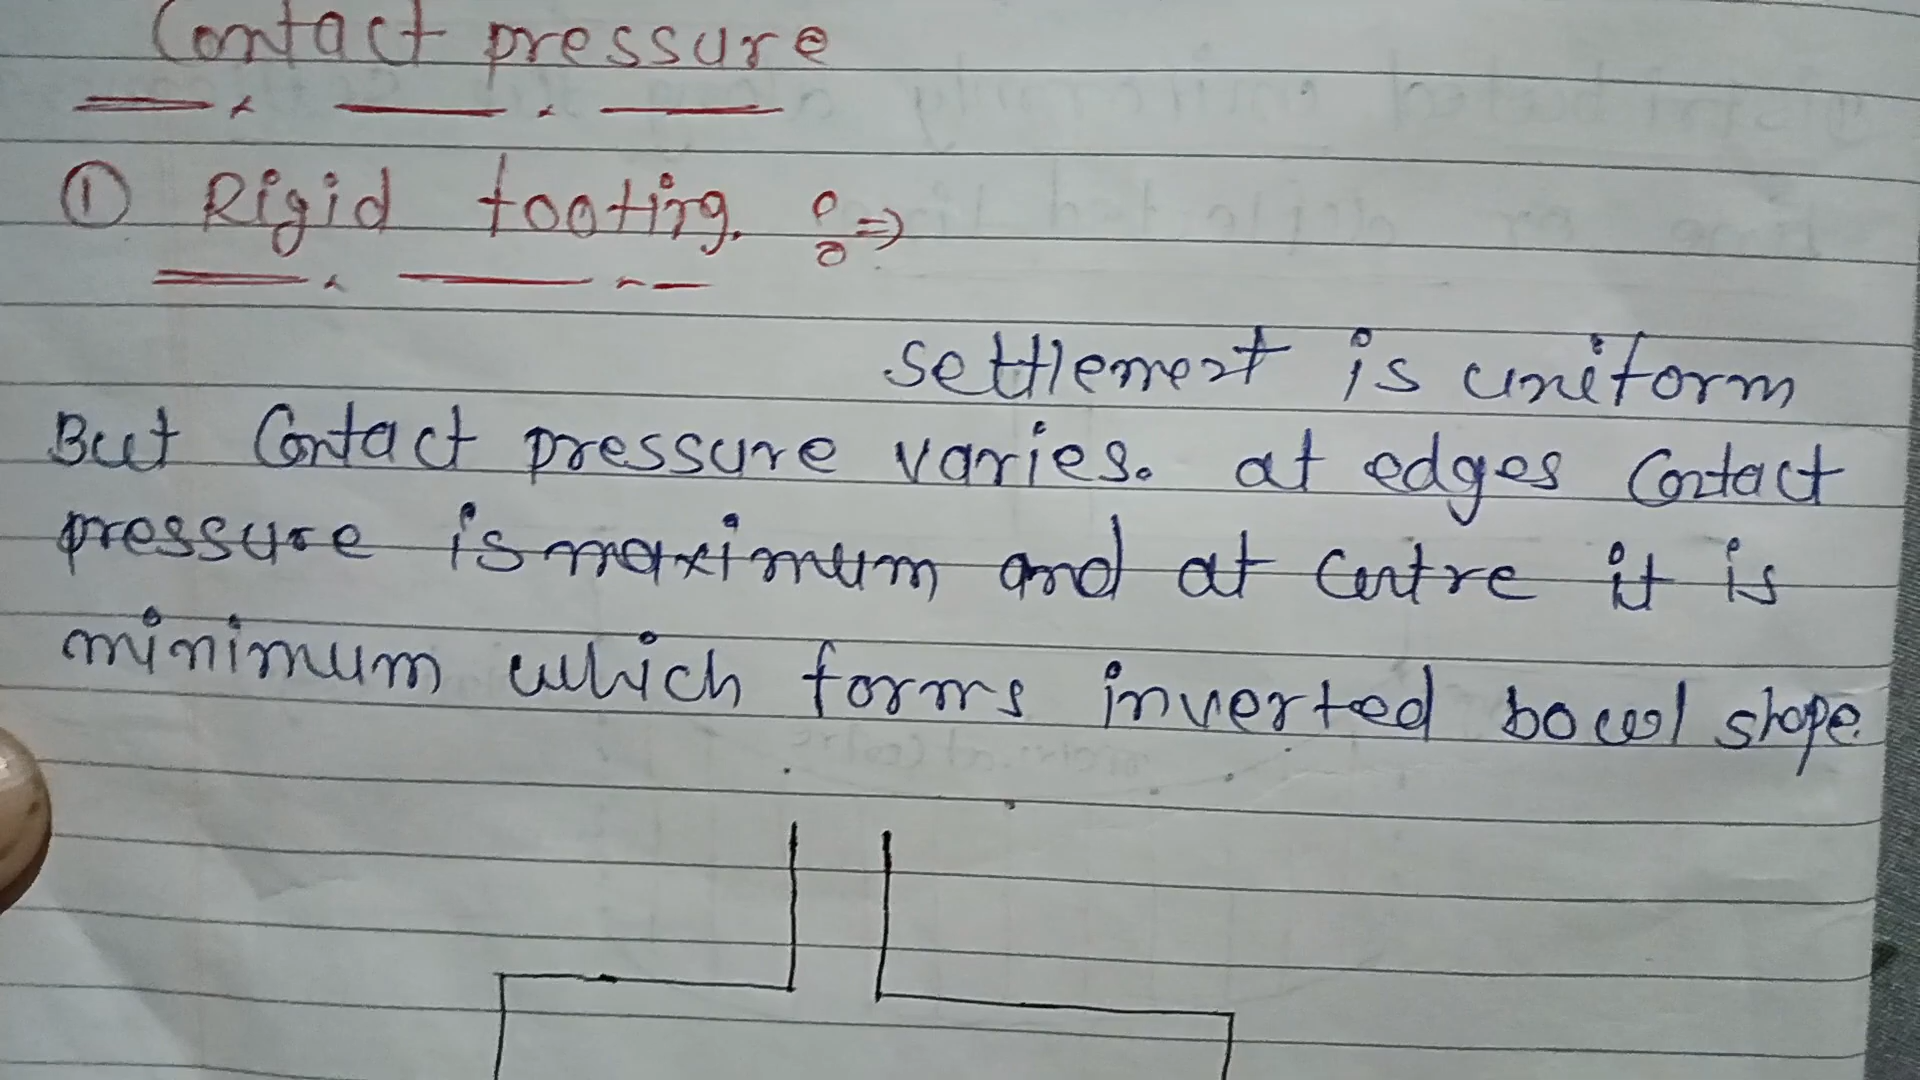 Contact pressure
① Rigid footing. :⇒
settlement is uniform
But Contact pressure varies. at edges Contact
pressure is maximum and at centre it is
minimum which forms inverted bowel shape.